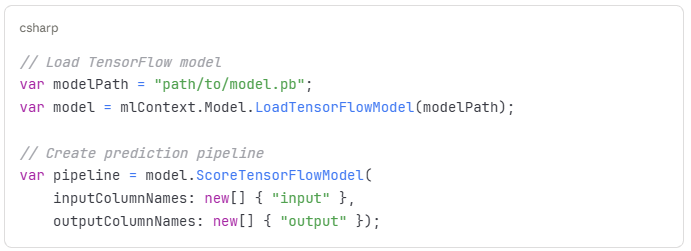 csharp
// Load TensorFlow model
var modelPath = "path/to/model.pb";
var model = mlContext.Model.LoadTensorFlowModel(modelPath);
// Create prediction pipeline
var pipeline = model.ScoreTensorFlowModel(
    inputColumnNames: new[] { "input" },
    outputColumnNames: new[] { "output" });